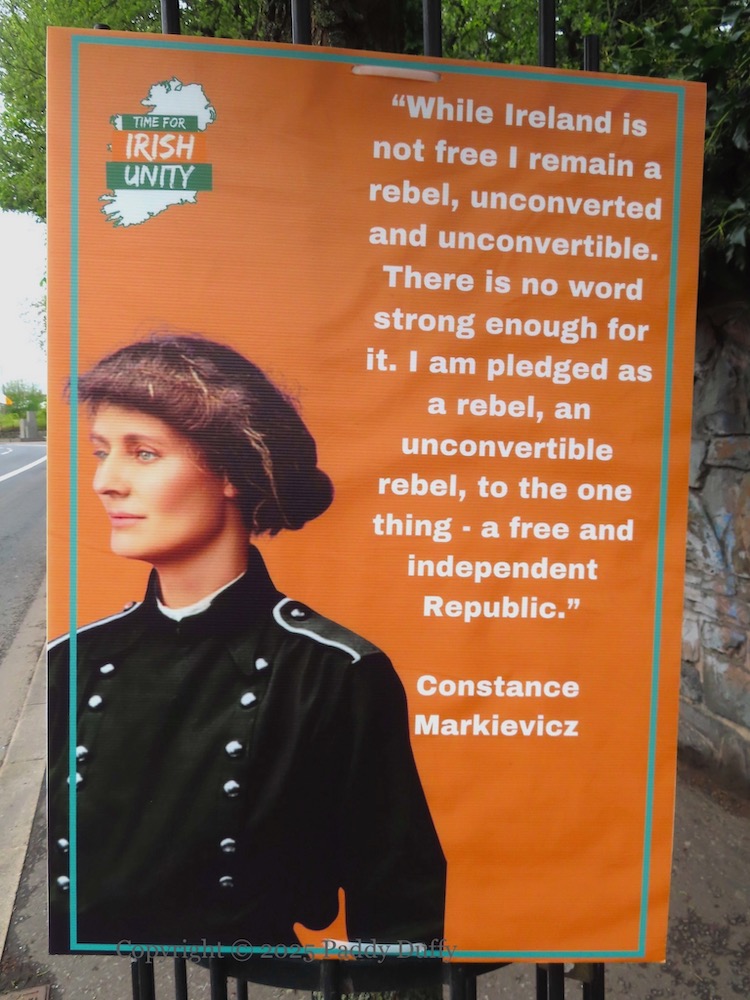 TIME FOR
IRISH
UNITY
“While Ireland is
not free I remain a
rebel, unconverted
and unconvertible.
There is no word
strong enough for
it. I am pledged as
a rebel, an
unconvertible
rebel, to the one
thing - a free and
independent
Republic.”
Constance
Markievicz
Copyright © 2025 Paddy Duffy